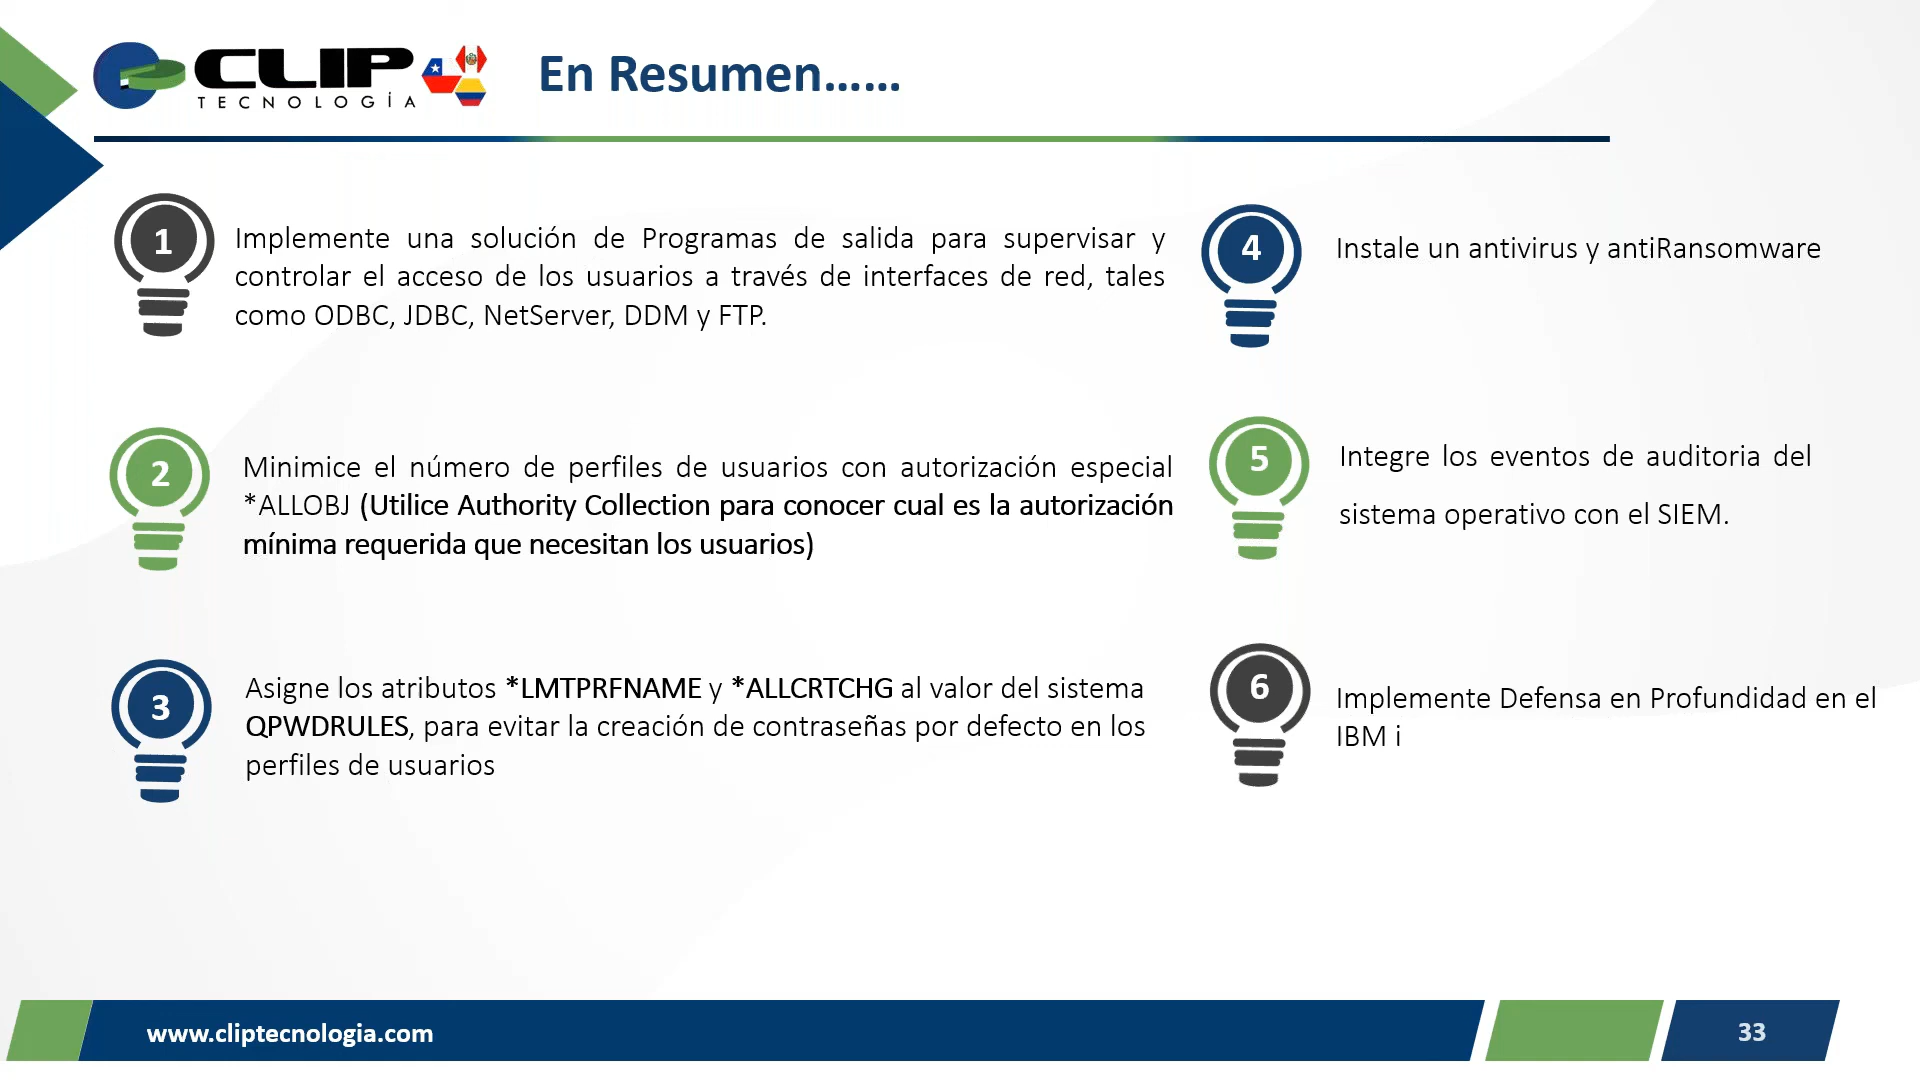 CLIP
TECNOLOGÍA
En Resumen......
1
Implemente una solución de Programas de salida para supervisar y
controlar el acceso de los usuarios a través de interfaces de red, tales
como ODBC, JDBC, NetServer, DDM y FTP.
2
Minimice el número de perfiles de usuarios con autorización especial
*ALLOBJ (Utilice Authority Collection para conocer cual es la autorización
mínima requerida que necesitan los usuarios)
3
Asigne los atributos *LMTPRFNAME y *ALLCRTCHG al valor del sistema
QPWDRULES, para evitar la creación de contraseñas por defecto en los
perfiles de usuarios
4
Instale un antivirus y antiRansomware
5
Integre los eventos de auditoria del
sistema operativo con el SIEM.
6
Implemente Defensa en Profundidad en el
IBM i
www.cliptecnologia.com
33